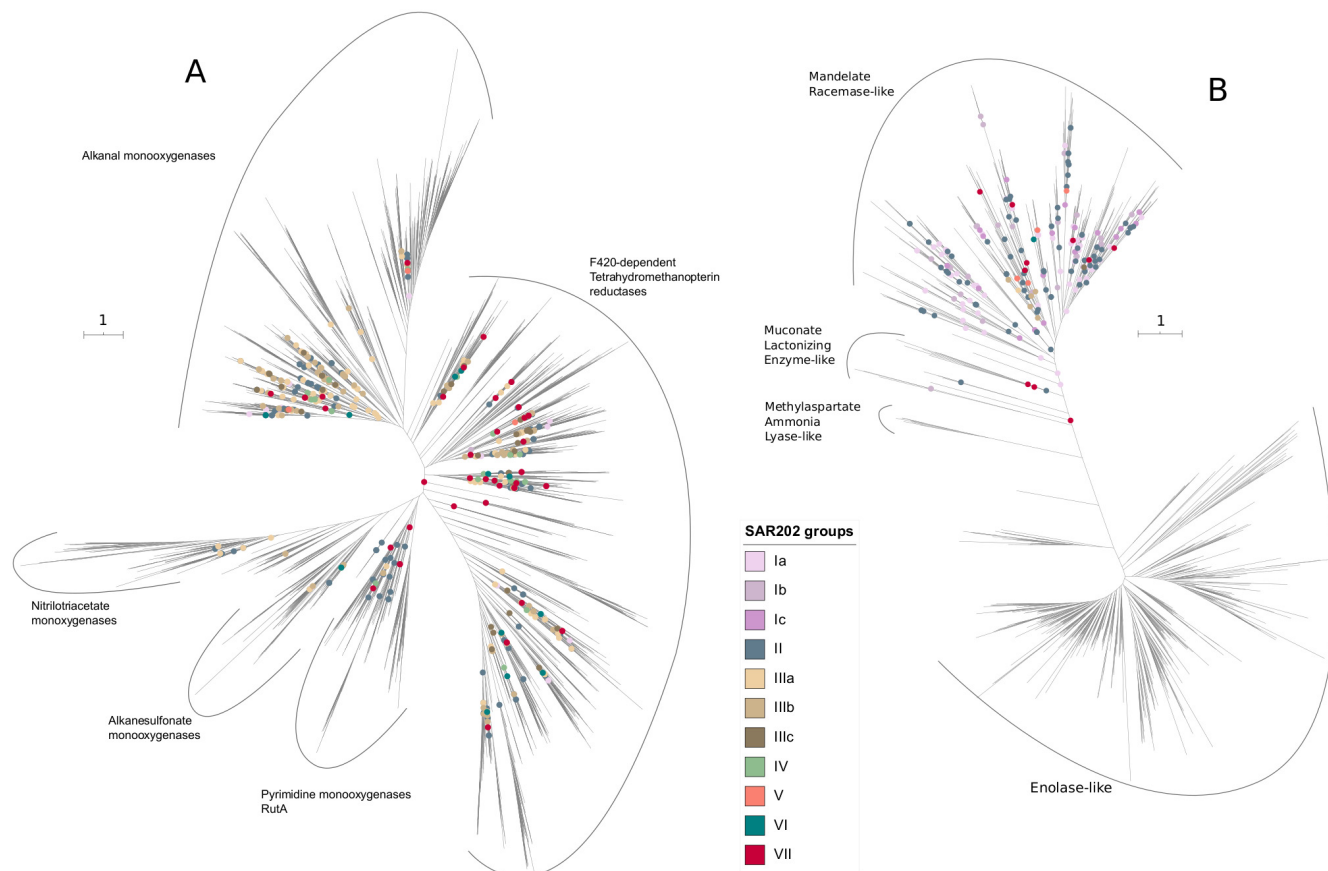 A
Alkanal monooxygenases
F420-dependent
Tetrahydromethanopterin
reductases
1
Nitrilotriacetate
monooxygenases
Alkanesulfonate
monooxygenases
Pyrimidine monooxygenases
RutA
B
Mandelate
Racemase-like
1
Muconate
Lactonizing
Enzyme-like
Methylaspartate
Ammonia
Lyase-like
Enolase-like
SAR202 groups
Ia
Ib
Ic
II
IIIa
IIIb
IIIc
IV
V
VI
VII